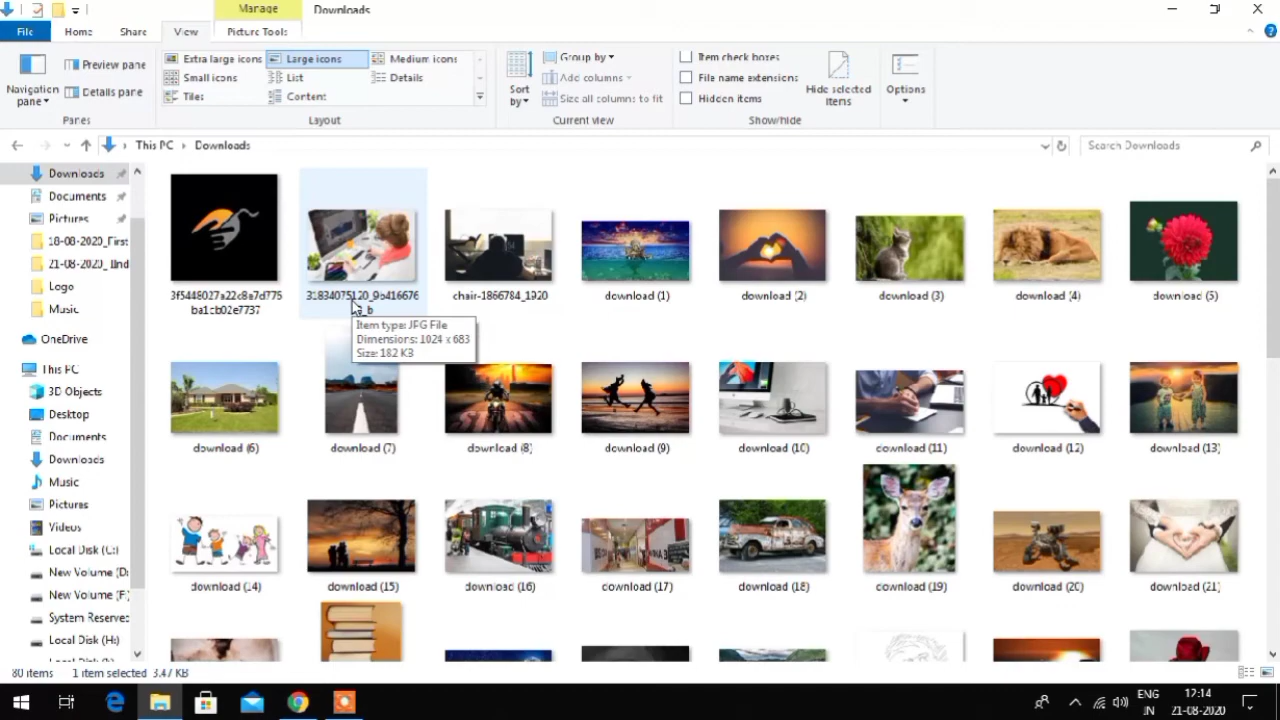 Manage
Downloads
File
Home
Share
View
Picture Tools
Navigation
pane
Preview pane
Details pane
Extra large icons
Large icons
Medium icons
Small icons
List
Details
Tiles
Content
Sort
by
Group by
Add columns
Size all columns to fit
Item check boxes
File name extensions
Hidden items
Hide selected
items
Options
Panes
Layout
Current view
Show/hide
This PC
Downloads
Search Downloads
Downloads
Documents
Pictures
18-08-2020_First
21-08-2020_IInd
Logo
Music
OneDrive
This PC
3D Objects
Desktop
Documents
Downloads
Music
Pictures
Videos
Local Disk (C:)
New Volume (D:
New Volume (F:)
System Reserved
Local Disk (H:)
chair-1866784_1920
download (1)
download (2)
download (3)
download (4)
download (5)
Item type: JPG File
Dimensions: 1024 x 683
Size: 182 KB
download (6)
download (7)
download (8)
download (9)
download (10)
download (11)
download (12)
download (13)
download (14)
download (15)
download (16)
download (17)
download (18)
download (19)
download (20)
download (21)
80 items
1 item selected 3.47 KB
ENG
IN
12:14
21-08-2020